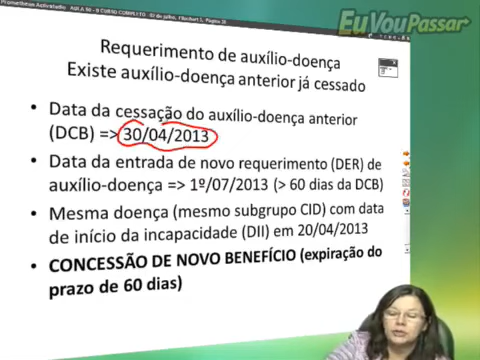 EuVouPassar
Requerimento de auxílio-doença
Existe auxílio-doença anterior já cessado
• Data da cessação do auxílio-doença anterior
(DCB) => 30/04/2013
• Data da entrada de novo requerimento (DER) de
auxílio-doença => 1º/07/2013 (> 60 dias da DCB)
• Mesma doença (mesmo subgrupo CID) com data
de início da incapacidade (DII) em 20/04/2013
• CONCESSÃO DE NOVO BENEFÍCIO (expiração do
prazo de 60 dias)